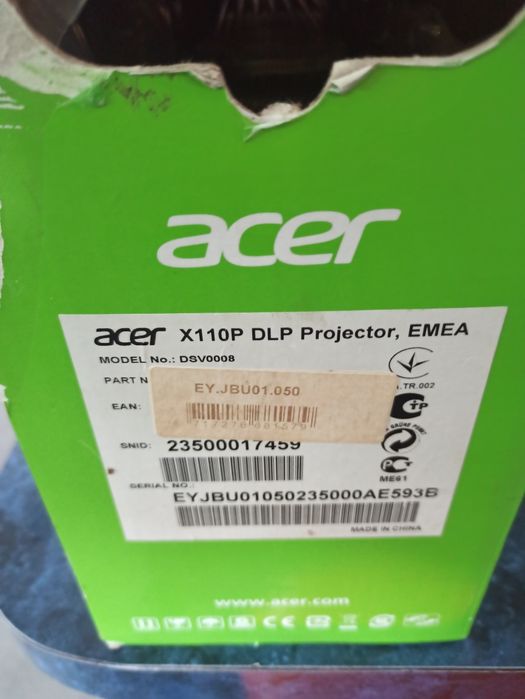 acer
acer X110P DLP Projector, EMEA
MODEL No.: DSV0008
PART N
EY.JBU01.050
.TR.002
EAN:
SNID: 23500017459
ME61
SERIAL NO.:
EYJBU01050235000AE593B
MADE IN CHINA
www.acer.com